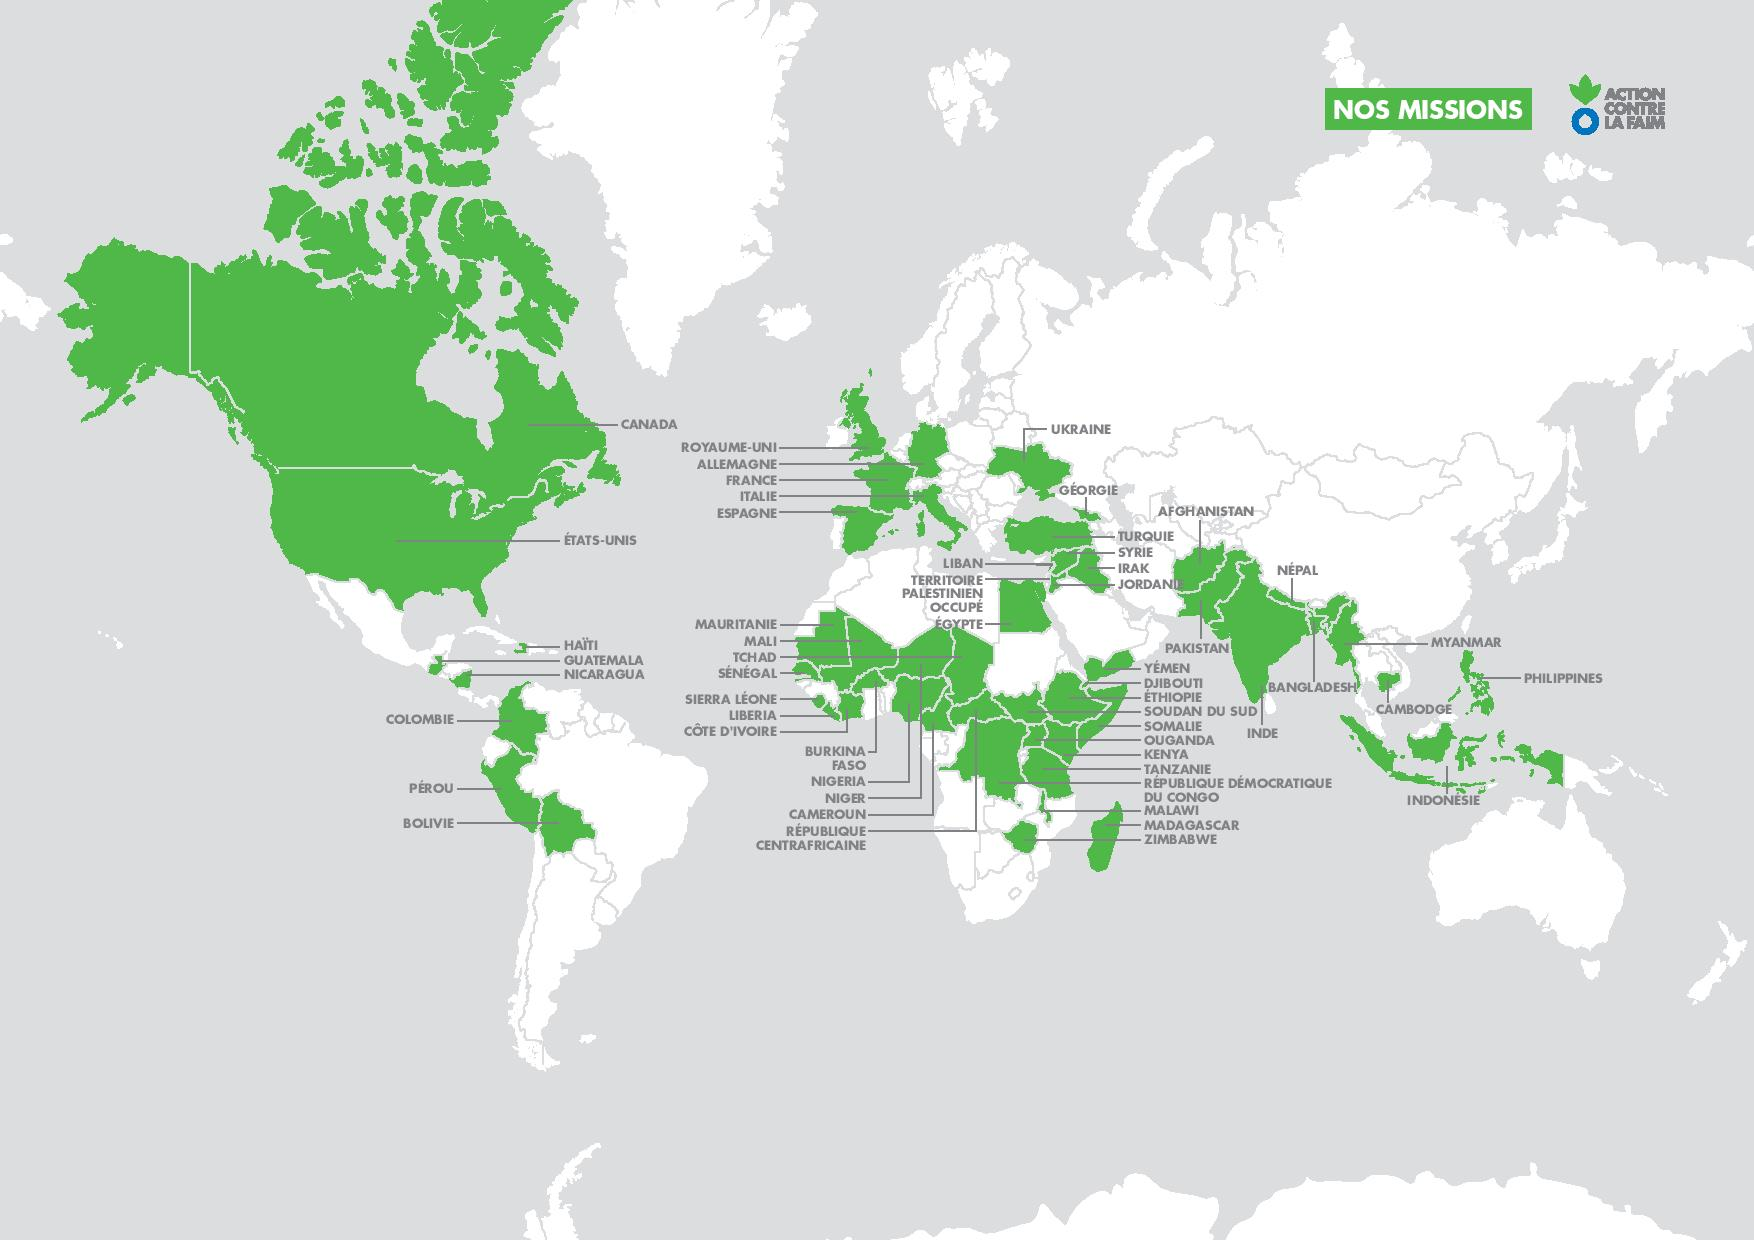 NOS MISSIONS
ACTION
CONTRE
LA FAIM
CANADA
ÉTATS-UNIS
HAÏTI
GUATEMALA
NICARAGUA
COLOMBIE
PÉROU
BOLIVIE
ROYAUME-UNI
ALLEMAGNE
FRANCE
ITALIE
ESPAGNE
UKRAINE
GÉORGIE
AFGHANISTAN
TURQUIE
SYRIE
IRAK
JORDANIE
LIBAN
TERRITOIRE
PALESTINIEN
OCCUPÉ
ÉGYPTE
NÉPAL
MAURITANIE
MALI
TCHAD
SÉNÉGAL
SIERRA LÉONE
LIBERIA
CÔTE D'IVOIRE
BURKINA
FASO
NIGERIA
NIGER
CAMEROUN
RÉPUBLIQUE
CENTRAFRICAINE
PAKISTAN
YÉMEN
DJIBOUTI
ÉTHIOPIE
SOUDAN DU SUD
SOMALIE
OUGANDA
KENYA
TANZANIE
RÉPUBLIQUE DÉMOCRATIQUE
DU CONGO
MALAWI
MADAGASCAR
ZIMBABWE
INDE
BANGLADESH
MYANMAR
PHILIPPINES
CAMBODGE
INDONÉSIE